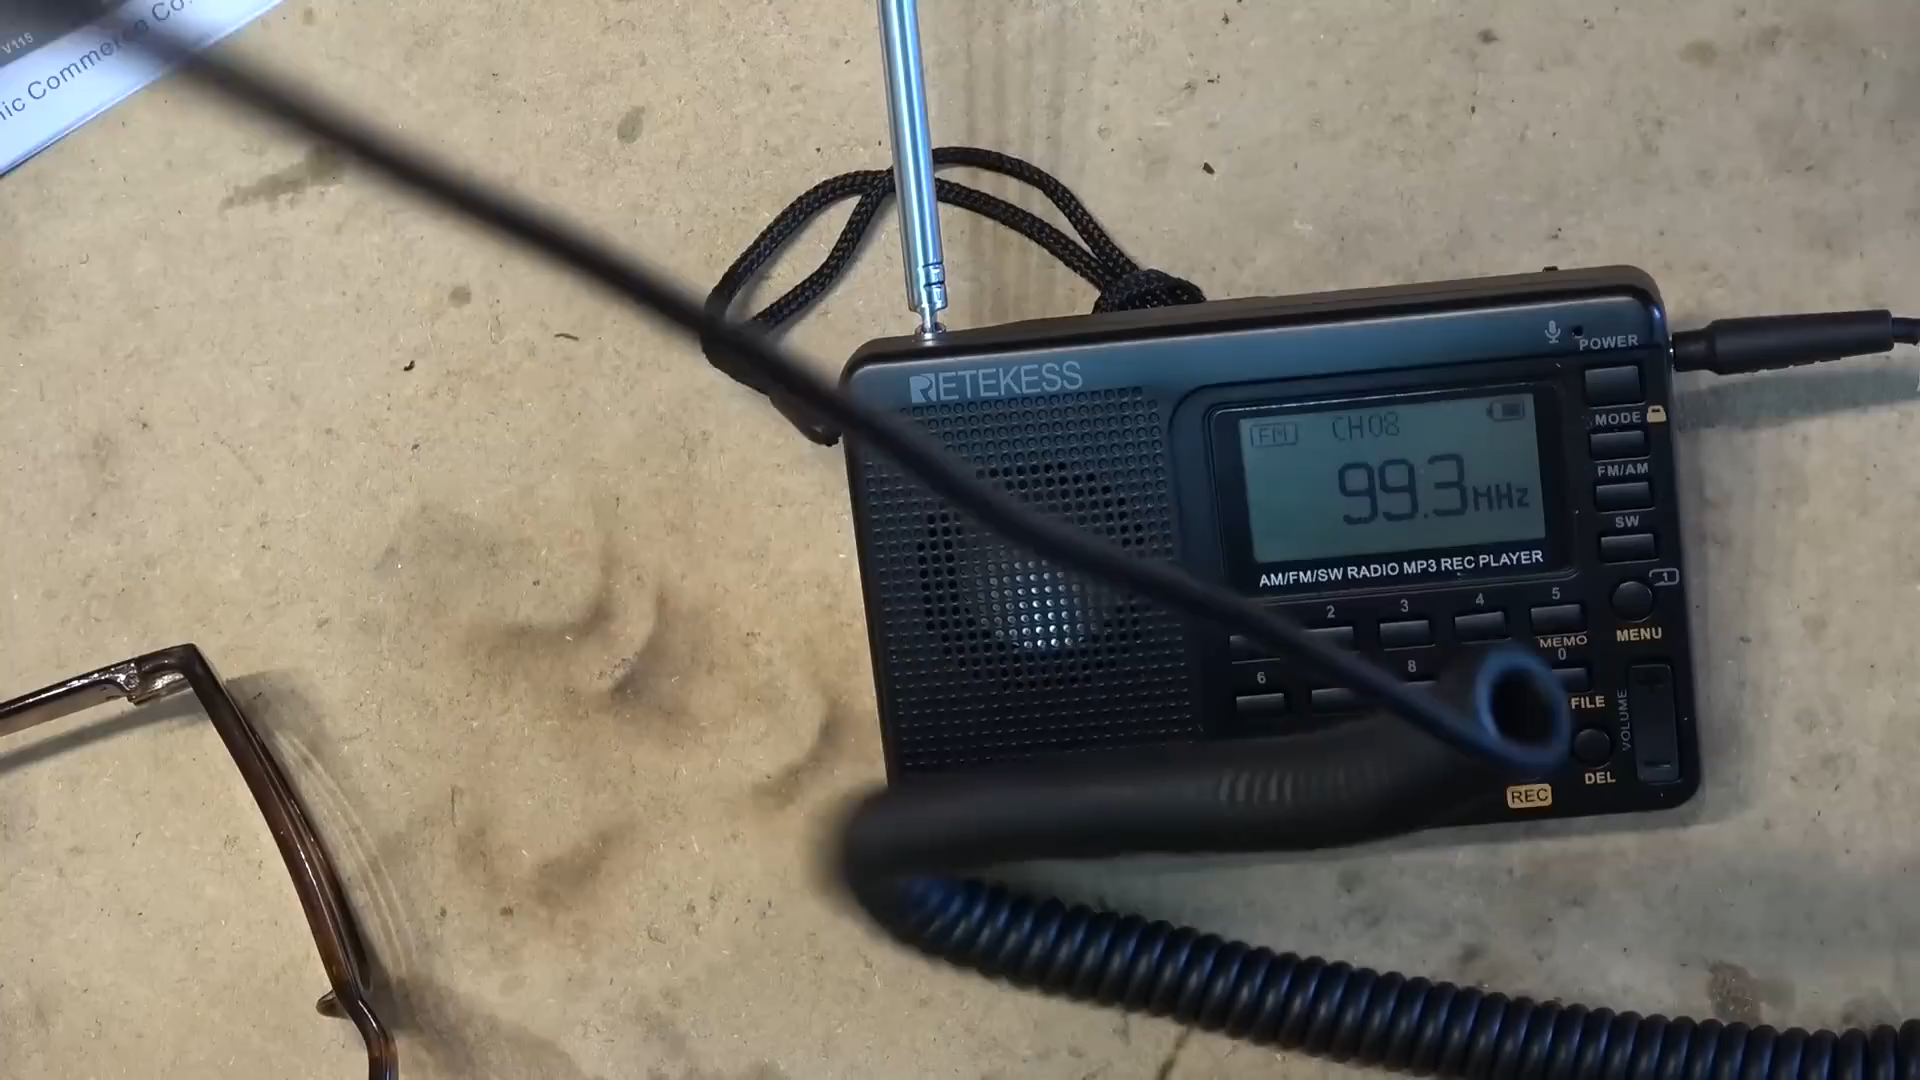 V115
nic Commerce Co.
RETEKESS
POWER
MODE
FM/AM
SW
FM CH08
99.3MHz
AM/FM/SW RADIO MP3 REC PLAYER
2 3 4 5
MEMO
MENU
6 8 0
FILE
VOLUME
DEL
REC